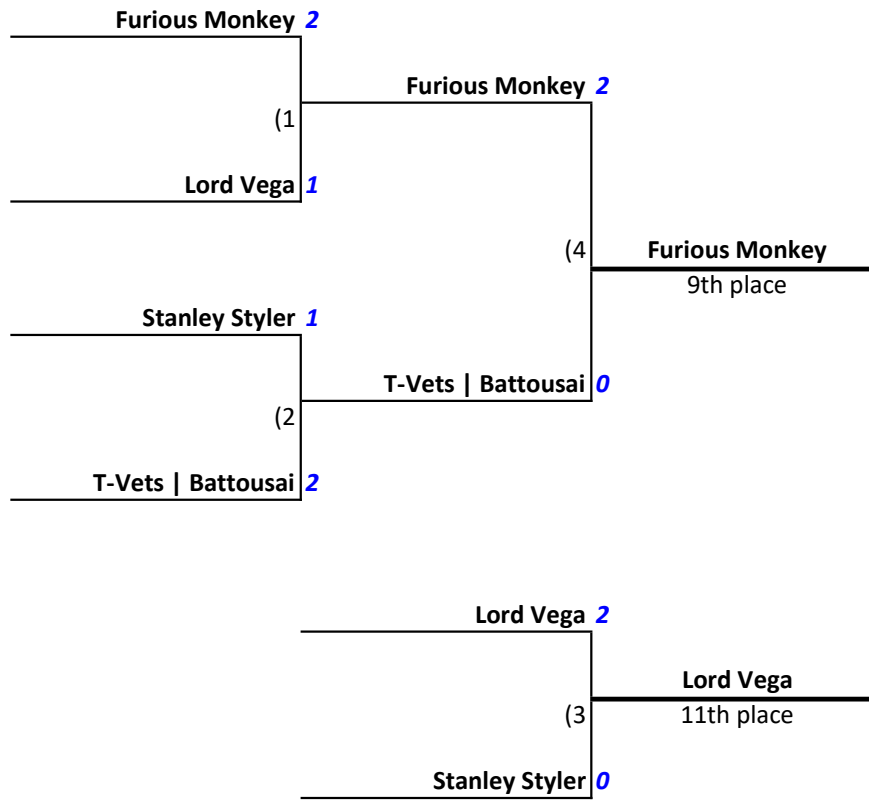 Furious Monkey 2
Furious Monkey 2
(1
Lord Vega 1
(4
Furious Monkey
9th place
Stanley Styler 1
T-Vets | Battousai 0
(2
T-Vets | Battousai 2
Lord Vega 2
Lord Vega
(3
11th place
Stanley Styler 0